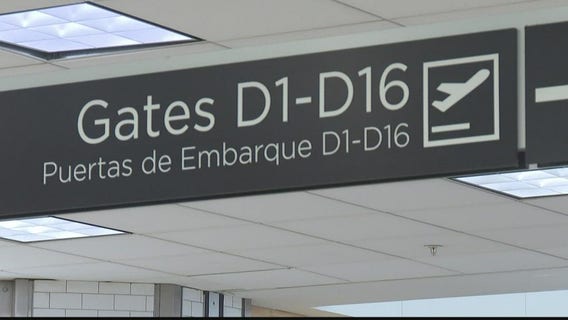 Gates D1-D16
Puertas de Embarque D1-D16